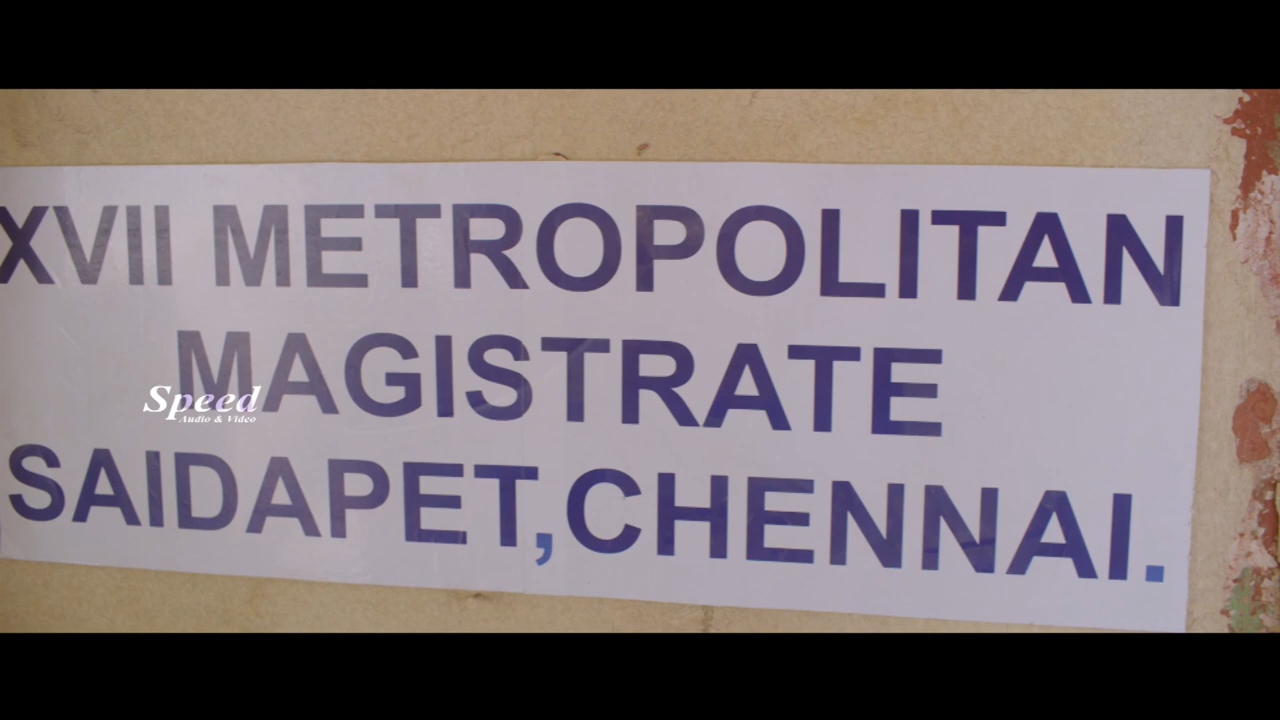 XVII METROPOLITAN
MAGISTRATE
Speed
Audio & Video
SAIDAPET,CHENNAI.